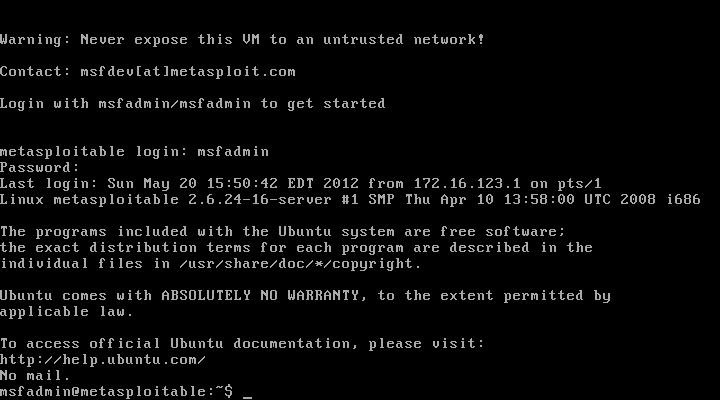 Warning: Never expose this VM to an untrusted network!
Contact: msfdev[at]metasploit.com
Login with msfadmin/msfadmin to get started
metasploitable login: msfadmin
Password:
Last login: Sun May 20 15:50:42 EDT 2012 from 172.16.123.1 on pts/1
Linux metasploitable 2.6.24-16-server #1 SMP Thu Apr 10 13:58:00 UTC 2008 i686
The programs included with the Ubuntu system are free software;
the exact distribution terms for each program are described in the
individual files in /usr/share/doc/*/copyright.
Ubuntu comes with ABSOLUTELY NO WARRANTY, to the extent permitted by
applicable law.
To access official Ubuntu documentation, please visit:
http://help.ubuntu.com/
No mail.
msfadmin@metasploitable:~$ _